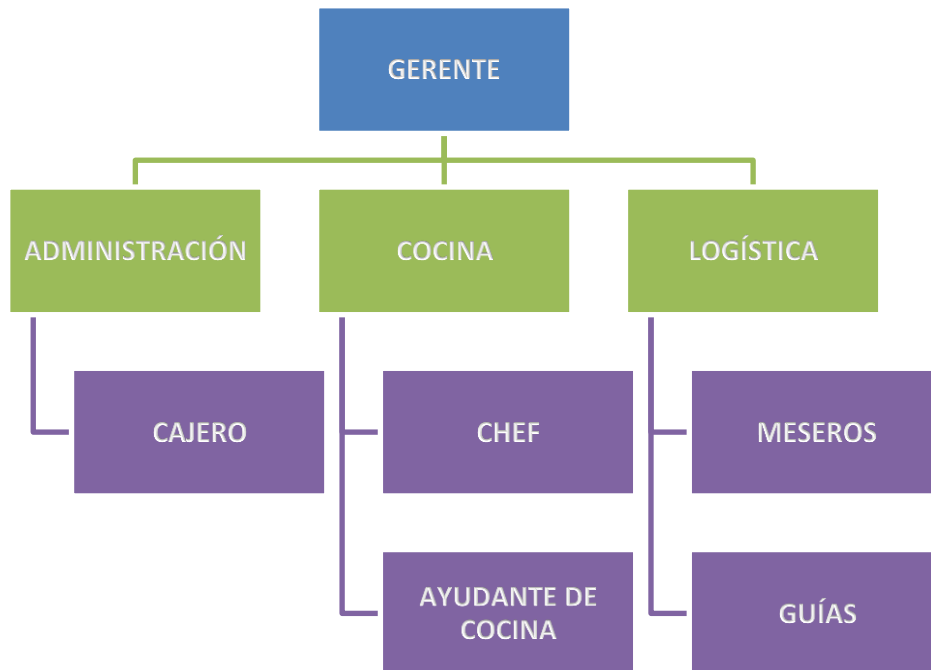 GERENTE
ADMINISTRACIÓN
COCINA
LOGÍSTICA
CAJERO
CHEF
MESEROS
AYUDANTE DE
COCINA
GUÍAS